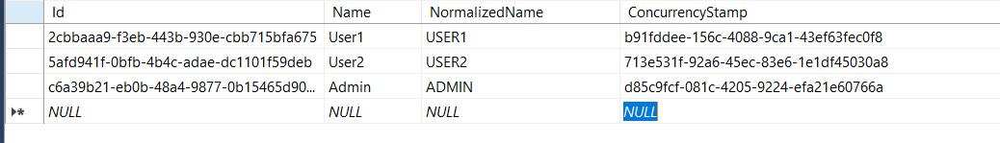 Id Name NormalizedName ConcurrencyStamp
2cbbaaa9-f3eb-443b-930e-cbb715bfa675 User1 USER1 b91fddee-156c-4088-9ca1-43ef63fec0f8
5afd941f-0bfb-4b4c-adae-dc1101f59deb User2 USER2 713e531f-92a6-45ec-83e6-1e1df45030a8
c6a39b21-eb0b-48a4-9877-0b15465d90... Admin ADMIN d85c9fcf-081c-4205-9224-efa21e60766a
NULL NULL NULL NULL